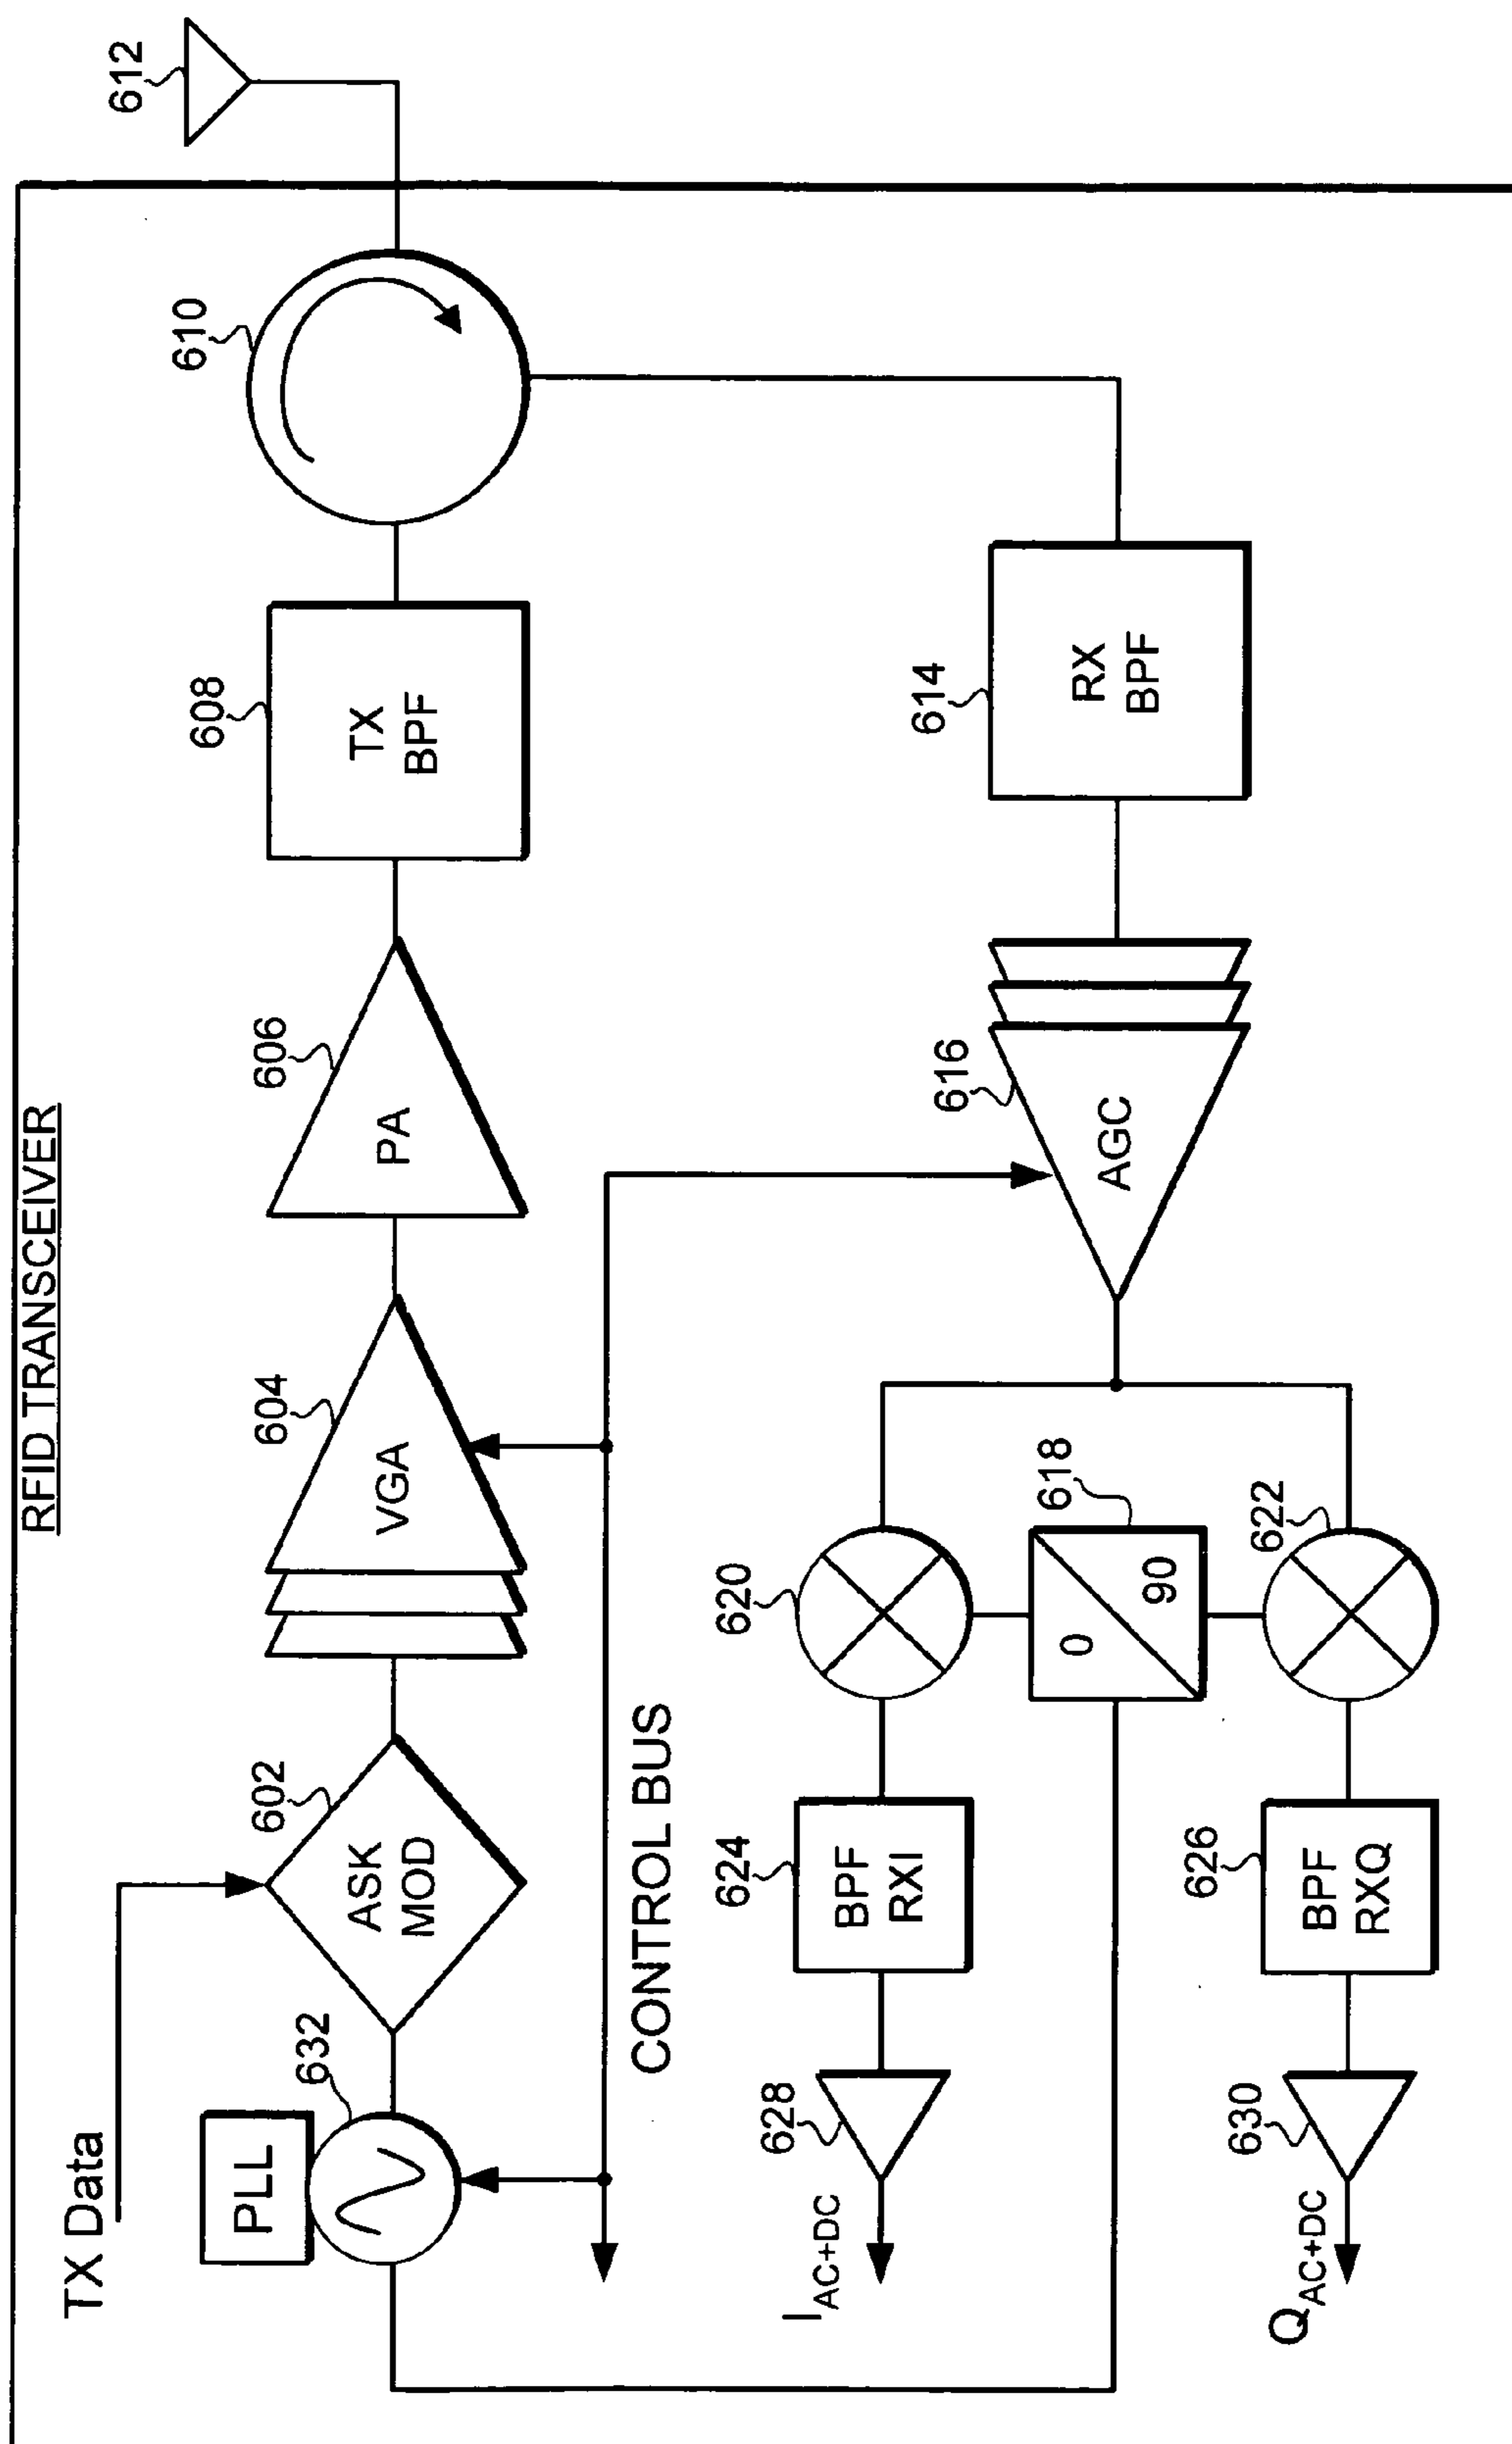 RFID TRANSCEIVER
TX Data
PLL
632
ASK
MOD
602
VGA
604
PA
606
TX
BPF
608
610
612
CONTROL BUS
RX
BPF
614
AGC
616
0
90
618
620
622
BPF
RXI
624
BPF
RXQ
626
628
630
I AC+DC
Q AC+DC